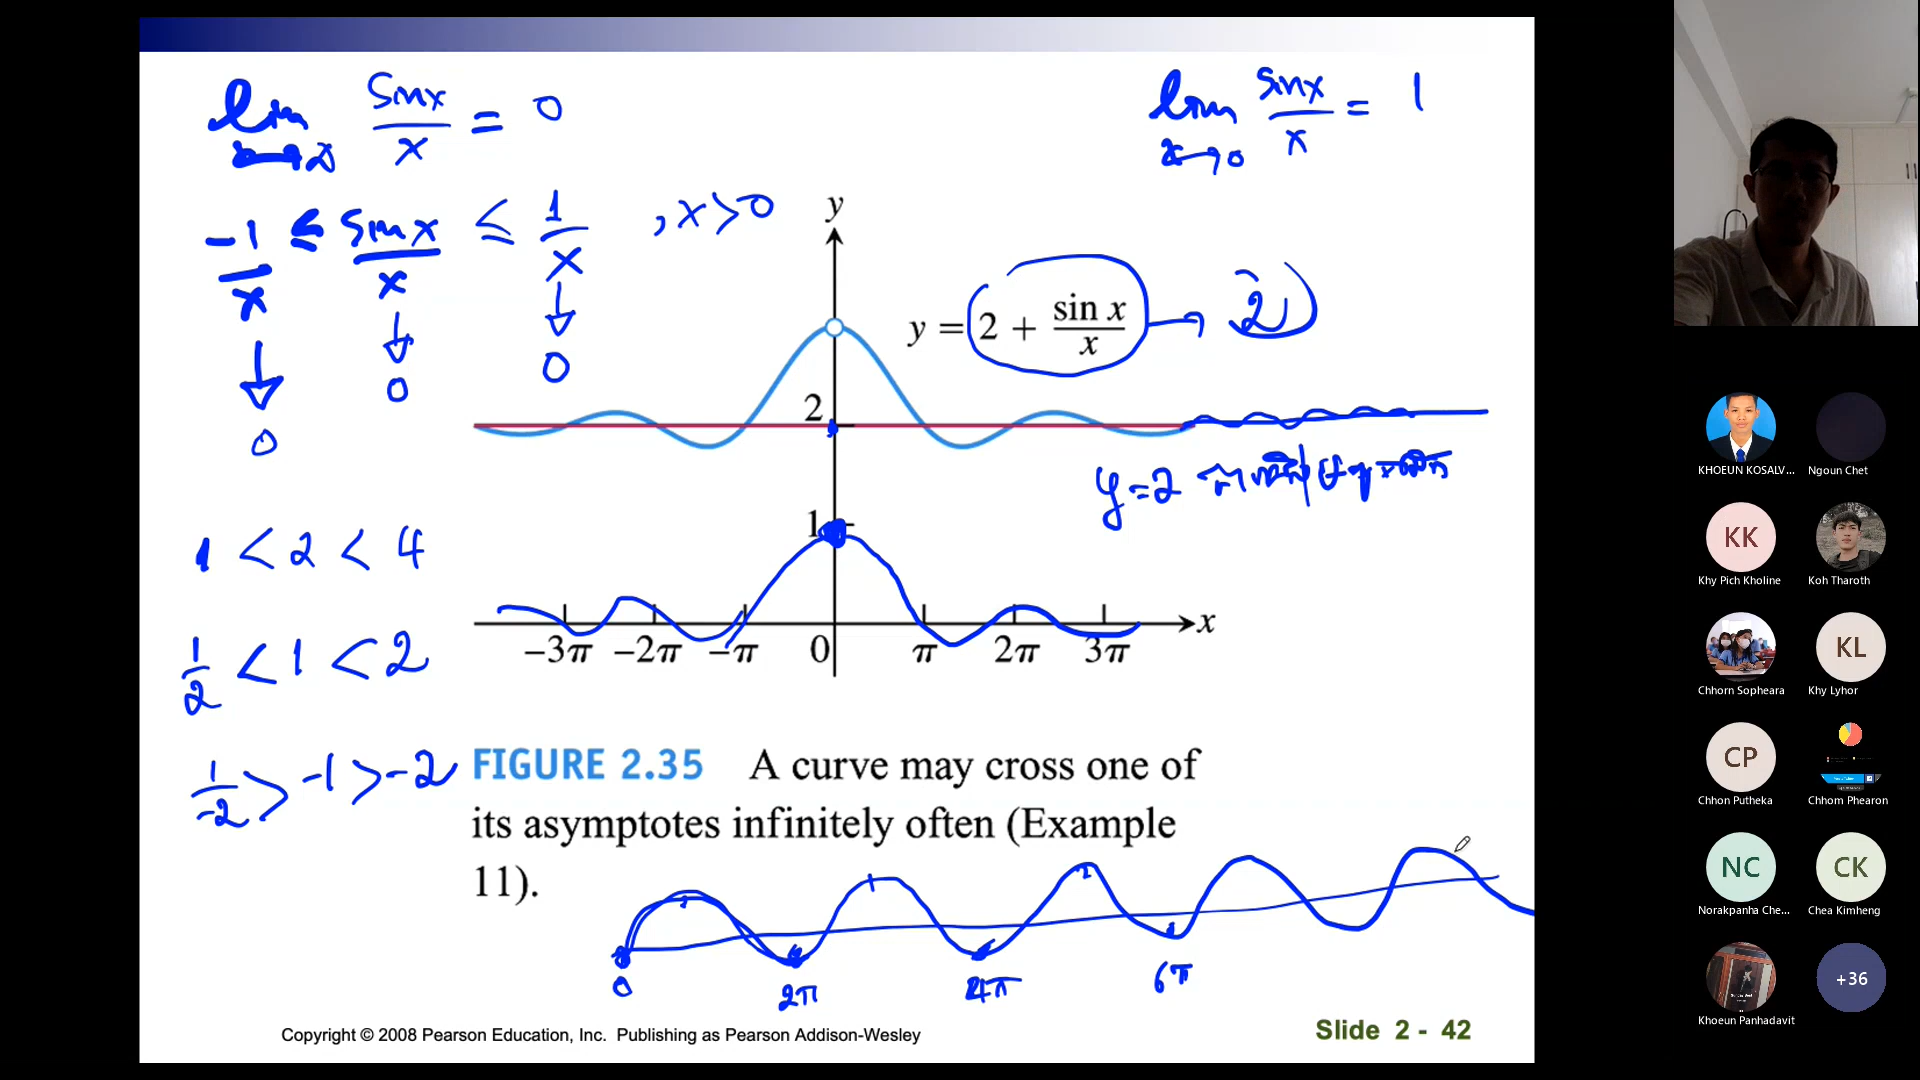 lim x→∞ sinx/x = 0
lim x→0 sinx/x = 1
-1/x ≤ sinx/x ≤ 1/x , x>0
↓ 0 ↓ 0 ↓ 0
y
y = 2 + sin x/x → 2
2
y=2
1
1 < 2 < 4
−3π −2π −π 0 π 2π 3π x
1/2 < 1 < 2
1/-2 > -1 > -2
FIGURE 2.35 A curve may cross one of
its asymptotes infinitely often (Example
11).
0 2π 4π 6π
Copyright © 2008 Pearson Education, Inc. Publishing as Pearson Addison-Wesley
Slide 2 - 42
KHOEUN KOSALV...
Ngoun Chet
KK
Khy Pich Kholine
Koh Tharoth
Chhorn Sopheara
KL
Khy Lyhor
CP
Chhon Putheka
Chhom Phearon
NC
Norakpanha Che...
CK
Chea Kimheng
Khoeun Panhadavit
+36